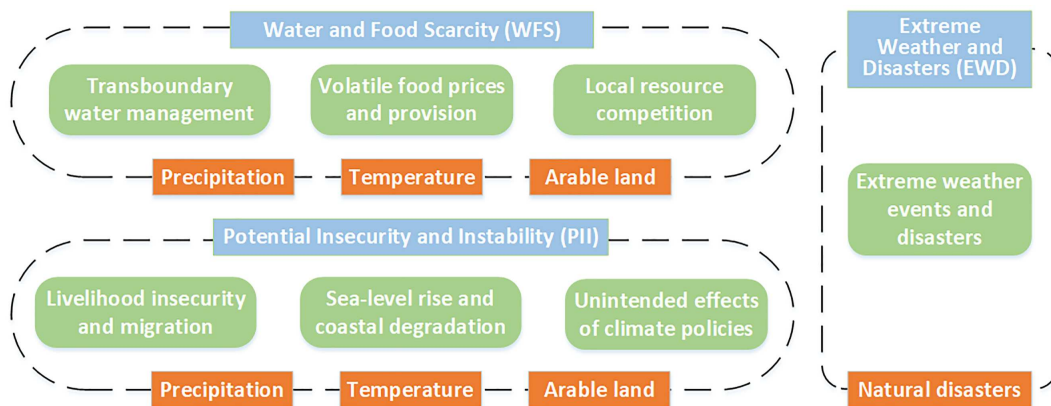 Water and Food Scarcity (WFS)
Transboundary
water management
Volatile food prices
and provision
Local resource
competition
Precipitation
Temperature
Arable land
Potential Insecurity and Instability (PII)
Livelihood insecurity
and migration
Sea-level rise and
coastal degradation
Unintended effects
of climate policies
Precipitation
Temperature
Arable land
Extreme
Weather and
Disasters (EWD)
Extreme weather
events and
disasters
Natural disasters